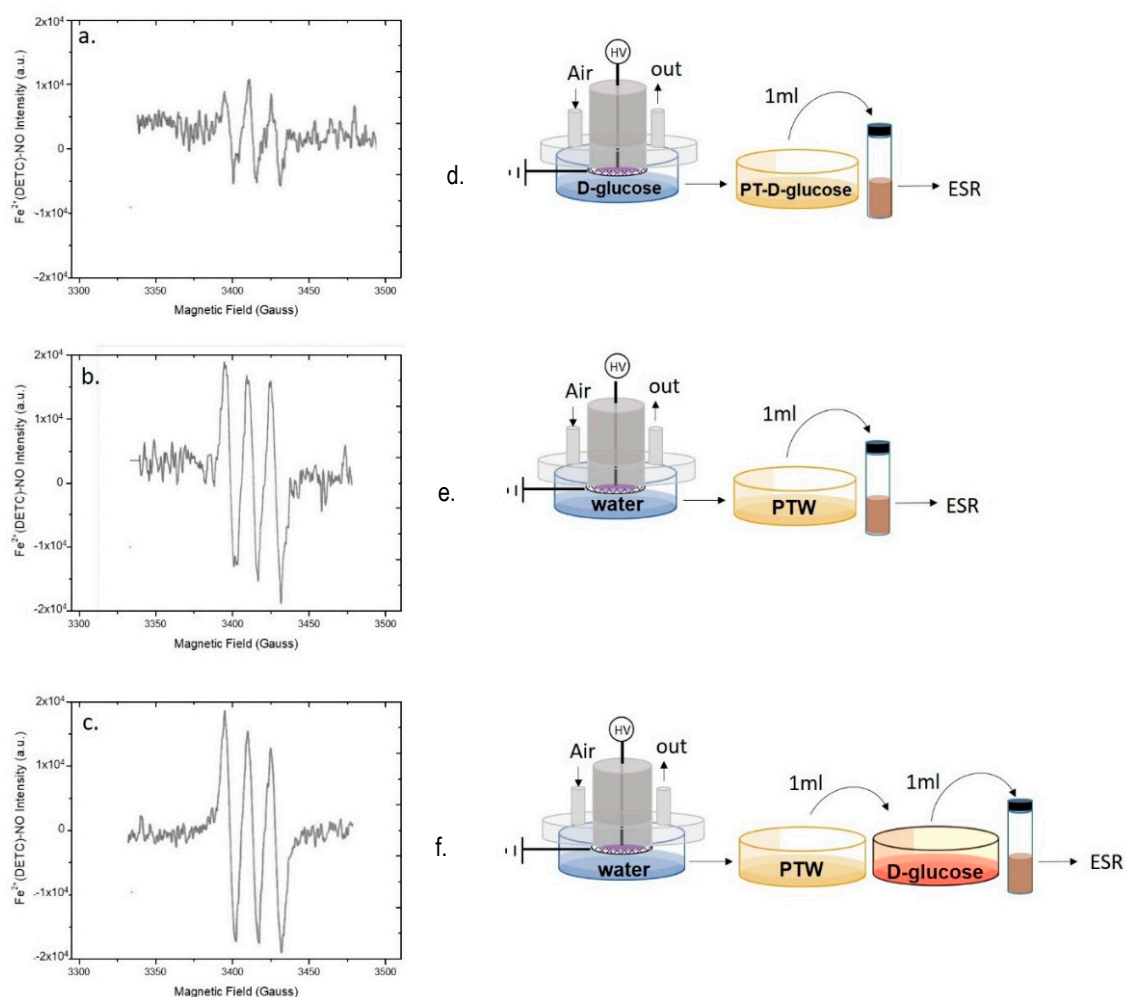 a.
Fe²⁺(DETC)-NO Intensity (a.u.)
2x10⁴
1x10⁴
0
-1x10⁴
-2x10⁴
3300 3350 3400 3450 3500
Magnetic Field (Gauss)
d.
HV
Air out
D-glucose
1ml
PT-D-glucose
ESR
b.
Fe²⁺(DETC)-NO Intensity (a.u.)
2x10⁴
1x10⁴
0
-1x10⁴
-2x10⁴
3300 3350 3400 3450 3500
Magnetic Field (Gauss)
e.
HV
Air out
water
1ml
PTW
ESR
c.
Fe²⁺(DETC)-NO Intensity (a.u.)
2x10⁴
1x10⁴
0
-1x10⁴
-2x10⁴
3300 3350 3400 3450 3500
Magnetic Field (Gauss)
f.
HV
Air out
water
1ml 1ml
PTW
D-glucose
ESR